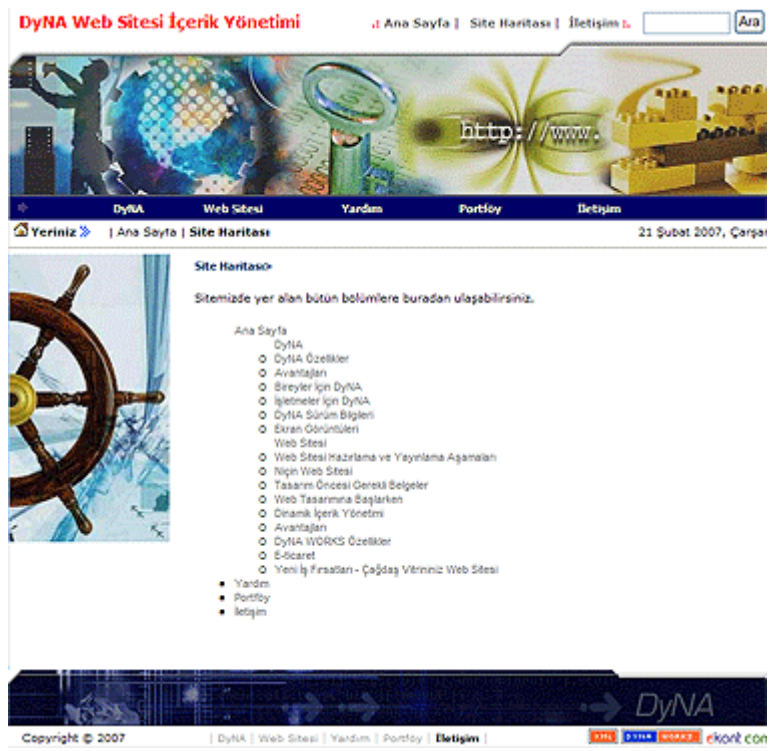 DyNA Web Sitesi İçerik Yönetimi
Ana Sayfa | Site Haritası | İletişim
Ara
http://www.
DyNA Web Sitesi Yardım Portföy İletişim
Yeriniz | Ana Sayfa | Site Haritası
21 Şubat 2007, Çarşa
Site Haritası>
Sitemizde yer alan bütün bölümlere buradan ulaşabilirsiniz.
Ana Sayfa
DyNA
DyNA Özellikler
Avantajları
Bireyler İçin DyNA
İşletmeler İçin DyNA
DyNA Sürüm Bilgileri
Ekran Görüntüleri
Web Sitesi
Web Sitesi Hazırlama ve Yayınlama Aşamaları
Niçin Web Sitesi
Tasarım Öncesi Gerekli Belgeler
Web Tasarımına Başlarken
Dinamik İçerik Yönetimi
Avantajları
DyNA WORKS Özellikler
E-ticaret
Yeni İş Fırsatları - Çağdaş Vitrininiz Web Sitesi
Yardım
Portföy
İletişim
DyNA
Copyright © 2007 | DyNA | Web Sitesi | Yardım | Portföy | İletişim |
XML DYNA WORKS ekont.com